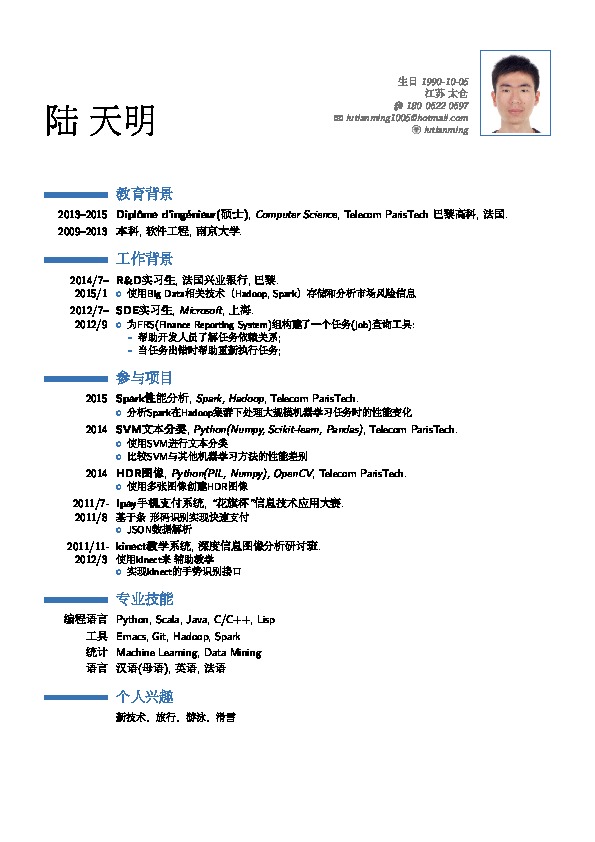 陆 天明
生日 1990-10-05
江苏 太仓
180 0622 0697
lutianming1005@hotmail.com
lutianming
教育背景
2013–2015 Diplôme d'ingénieur(硕士), Computer Science, Telecom ParisTech 巴黎高科, 法国.
2009–2013 本科, 软件工程, 南京大学.
工作背景
2014/7– R&D实习生, 法国兴业银行, 巴黎.
2015/1 使用Big Data相关技术（Hadoop, Spark）存储和分析市场风险信息
2012/7– SDE实习生, Microsoft, 上海.
2012/9 为FRS(Finance Reporting System)组构建了一个任务(job)查询工具:
– 帮助开发人员了解任务依赖关系;
– 当任务出错时帮助重新执行任务;
参与项目
2015 Spark性能分析, Spark, Hadoop, Telecom ParisTech.
分析Spark在Hadoop集群下处理大规模机器学习任务时的性能变化
2014 SVM文本分类, Python(Numpy, Scikit-learn, Pandas), Telecom ParisTech.
使用SVM进行文本分类
比较SVM与其他机器学习方法的性能差别
2014 HDR图像, Python(PIL, Numpy), OpenCV, Telecom ParisTech.
使用多张图像创建HDR图像
2011/7- Ipay手机支付系统, “花旗杯”信息技术应用大赛.
2011/8 基于条 形码识别实现快速支付
JSON数据解析
2011/11- kinect教学系统, 深度信息图像分析研讨班.
2012/3 使用kinect来 辅助教学
实现kinect的手势识别接口
专业技能
编程语言 Python, Scala, Java, C/C++, Lisp
工具 Emacs, Git, Hadoop, Spark
统计 Machine Learning, Data Mining
语言 汉语(母语), 英语, 法语
个人兴趣
新技术，旅行，游泳，滑雪